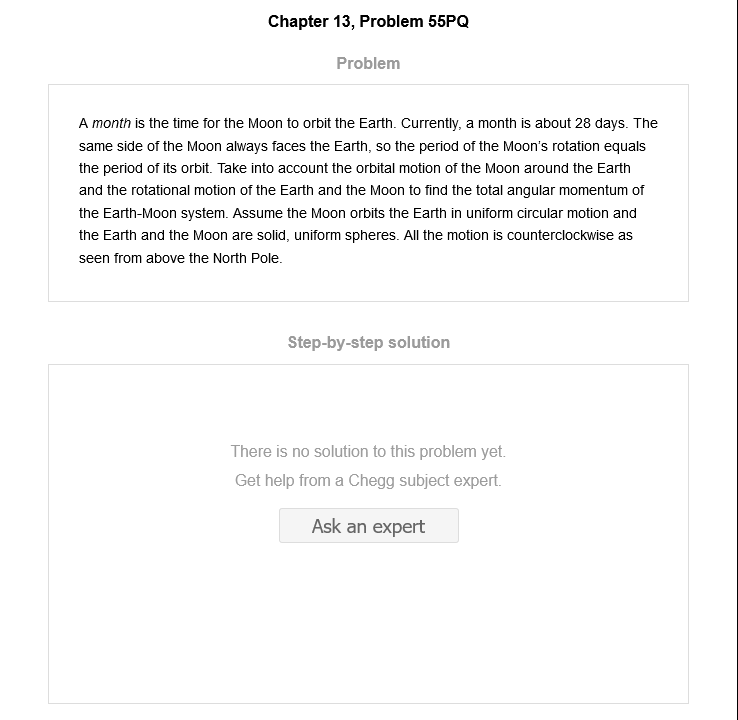 Chapter 13, Problem 55PQ
Problem
A month is the time for the Moon to orbit the Earth. Currently, a month is about 28 days. The
same side of the Moon always faces the Earth, so the period of the Moon's rotation equals
the period of its orbit. Take into account the orbital motion of the Moon around the Earth
and the rotational motion of the Earth and the Moon to find the total angular momentum of
the Earth-Moon system. Assume the Moon orbits the Earth in uniform circular motion and
the Earth and the Moon are solid, uniform spheres. All the motion is counterclockwise as
seen from above the North Pole.
Step-by-step solution
There is no solution to this problem yet.
Get help from a Chegg subject expert.
Ask an expert